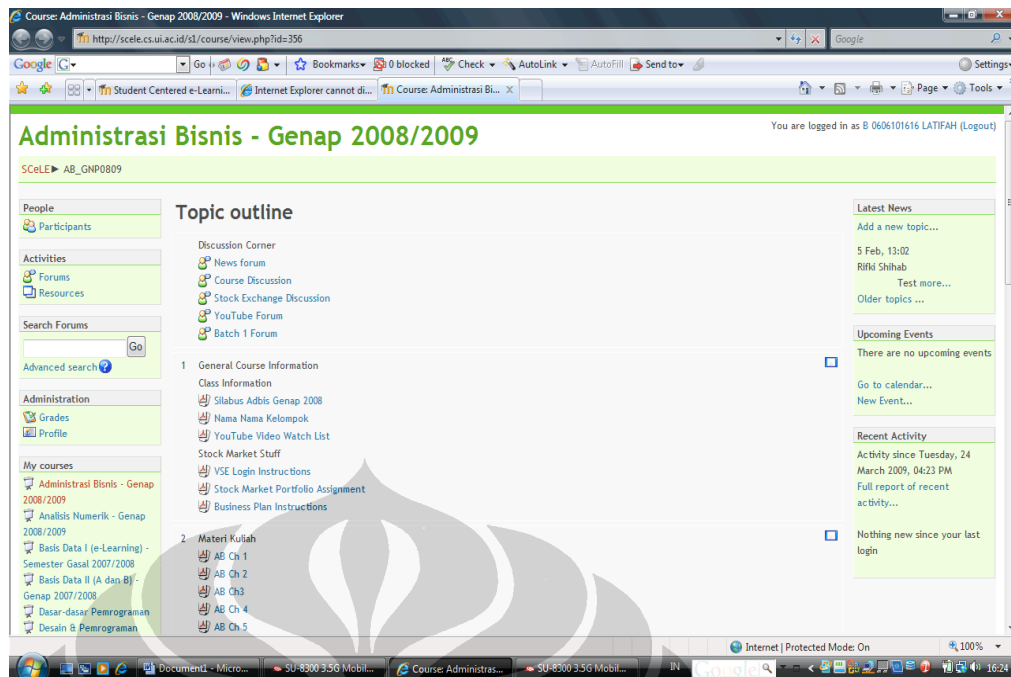 Course: Administrasi Bisnis - Genap 2008/2009 - Windows Internet Explorer
http://scele.cs.ui.ac.id/s1/course/view.php?id=356
Google
Google
Go
Bookmarks
0 blocked
Check
AutoLink
AutoFill
Send to
Settings
Student Centered e-Learni...
Internet Explorer cannot di...
Course: Administrasi Bi...
Page
Tools
Administrasi Bisnis - Genap 2008/2009
You are logged in as B 0606101616 LATIFAH (Logout)
SCeLE► AB_GNP0809
People
Participants
Activities
Forums
Resources
Search Forums
Go
Advanced search
Administration
Grades
Profile
My courses
Administrasi Bisnis - Genap
2008/2009
Analisis Numerik - Genap
2008/2009
Basis Data I (e-Learning) -
Semester Gasal 2007/2008
Basis Data II (A dan B) -
Genap 2007/2008
Dasar-dasar Pemrograman
Desain & Pemrograman
Topic outline
Discussion Corner
News forum
Course Discussion
Stock Exchange Discussion
YouTube Forum
Batch 1 Forum
1 General Course Information
Class Information
Silabus Adbis Genap 2008
Nama Nama Kelompok
YouTube Video Watch List
Stock Market Stuff
VSE Login Instructions
Stock Market Portfolio Assignment
Business Plan Instructions
2 Materi Kuliah
AB Ch 1
AB Ch 2
AB Ch3
AB Ch 4
AB Ch 5
Latest News
Add a new topic...
5 Feb, 13:02
Rifki Shihab
Test more...
Older topics ...
Upcoming Events
There are no upcoming events
Go to calendar...
New Event...
Recent Activity
Activity since Tuesday, 24
March 2009, 04:23 PM
Full report of recent
activity...
Nothing new since your last
login
Internet | Protected Mode: On
100%
Document1 - Micro...
SU-8300 3.5G Mobil...
Course: Administras...
SU-8300 3.5G Mobil...
IN
Google
16:24